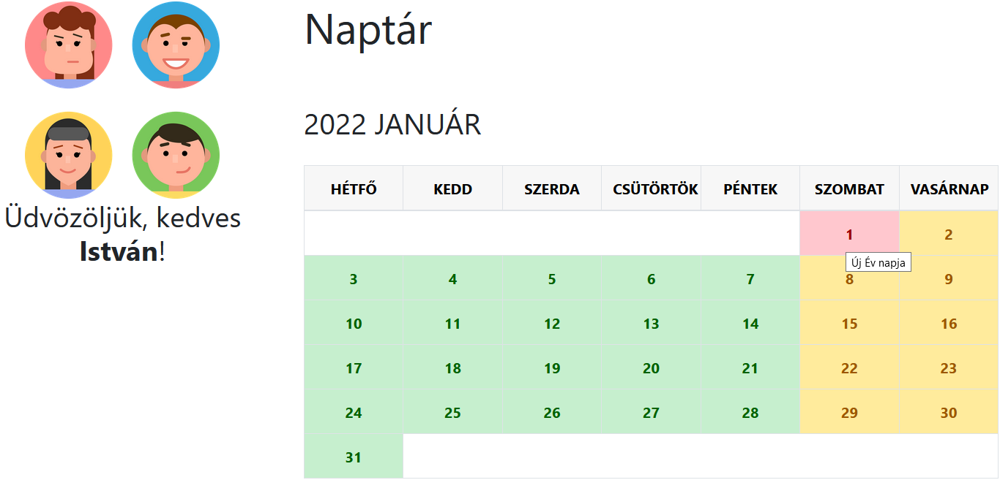 Üdvözöljük, kedves
István!
Naptár
2022 JANUÁR
HÉTFŐ KEDD SZERDA CSÜTÖRTÖK PÉNTEK SZOMBAT VASÁRNAP
1 2
Új Év napja
3 4 5 6 7 8 9
10 11 12 13 14 15 16
17 18 19 20 21 22 23
24 25 26 27 28 29 30
31